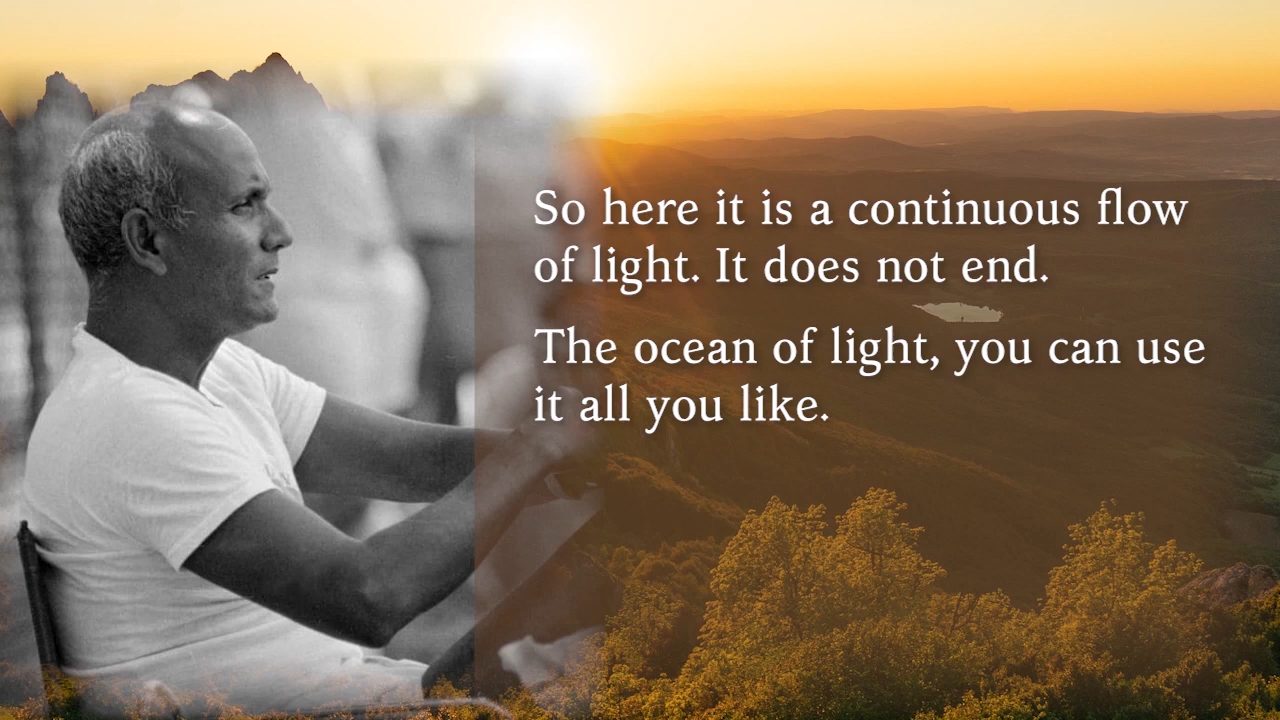 So here it is a continuous flow
of light. It does not end.
The ocean of light, you can use
it all you like.